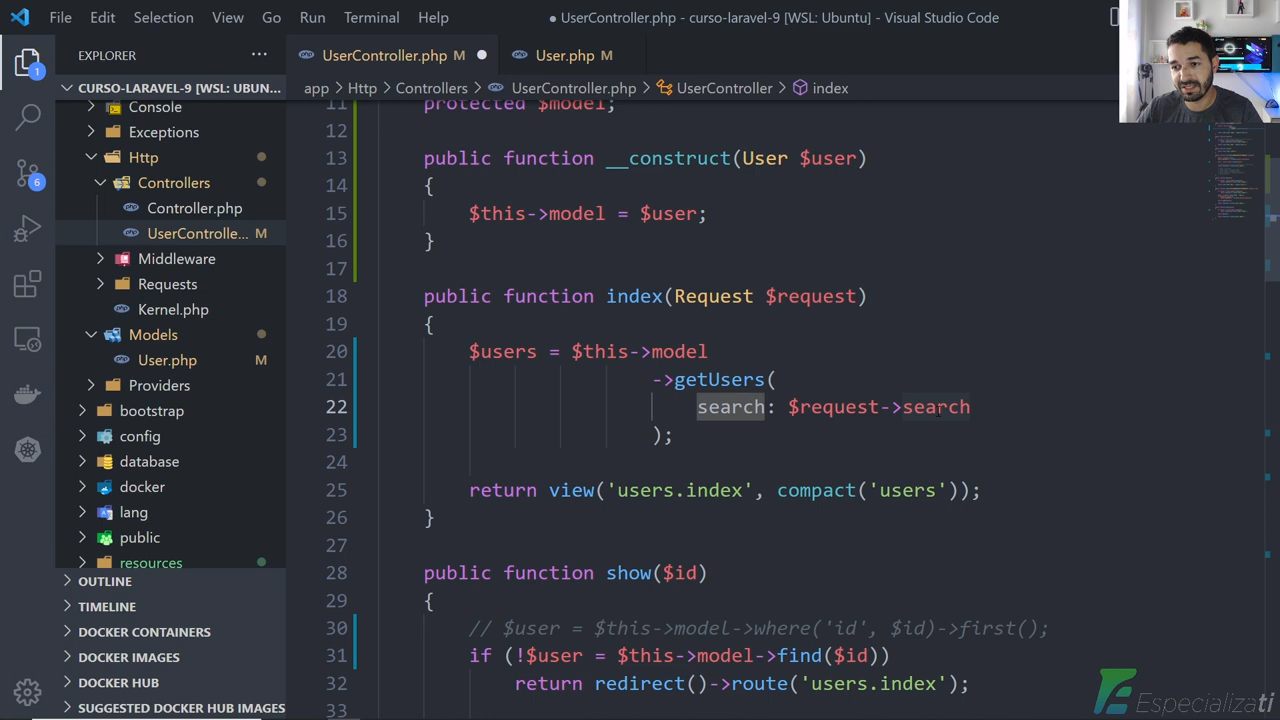 File Edit Selection View Go Run Terminal Help
● UserController.php - curso-laravel-9 [WSL: Ubuntu] - Visual Studio Code
EXPLORER ···
UserController.php M ●
User.php M
CURSO-LARAVEL-9 [WSL: UBUN...
app > Http > Controllers > UserController.php > UserController > index
Console
Exceptions
Http
Controllers
Controller.php
UserControlle... M
Middleware
Requests
Kernel.php
Models
User.php M
Providers
bootstrap
config
database
docker
lang
public
resources
OUTLINE
TIMELINE
DOCKER CONTAINERS
DOCKER IMAGES
DOCKER HUB
SUGGESTED DOCKER HUB IMAGES
1
6
11 protected $model;
12
13 public function __construct(User $user)
14 {
15 $this->model = $user;
16 }
17
18 public function index(Request $request)
19 {
20 $users = $this->model
21 ->getUsers(
22 search: $request->search
23 );
24
25 return view('users.index', compact('users'));
26 }
27
28 public function show($id)
29 {
30 // $user = $this->model->where('id', $id)->first();
31 if (!$user = $this->model->find($id))
32 return redirect()->route('users.index');
33
Especializati